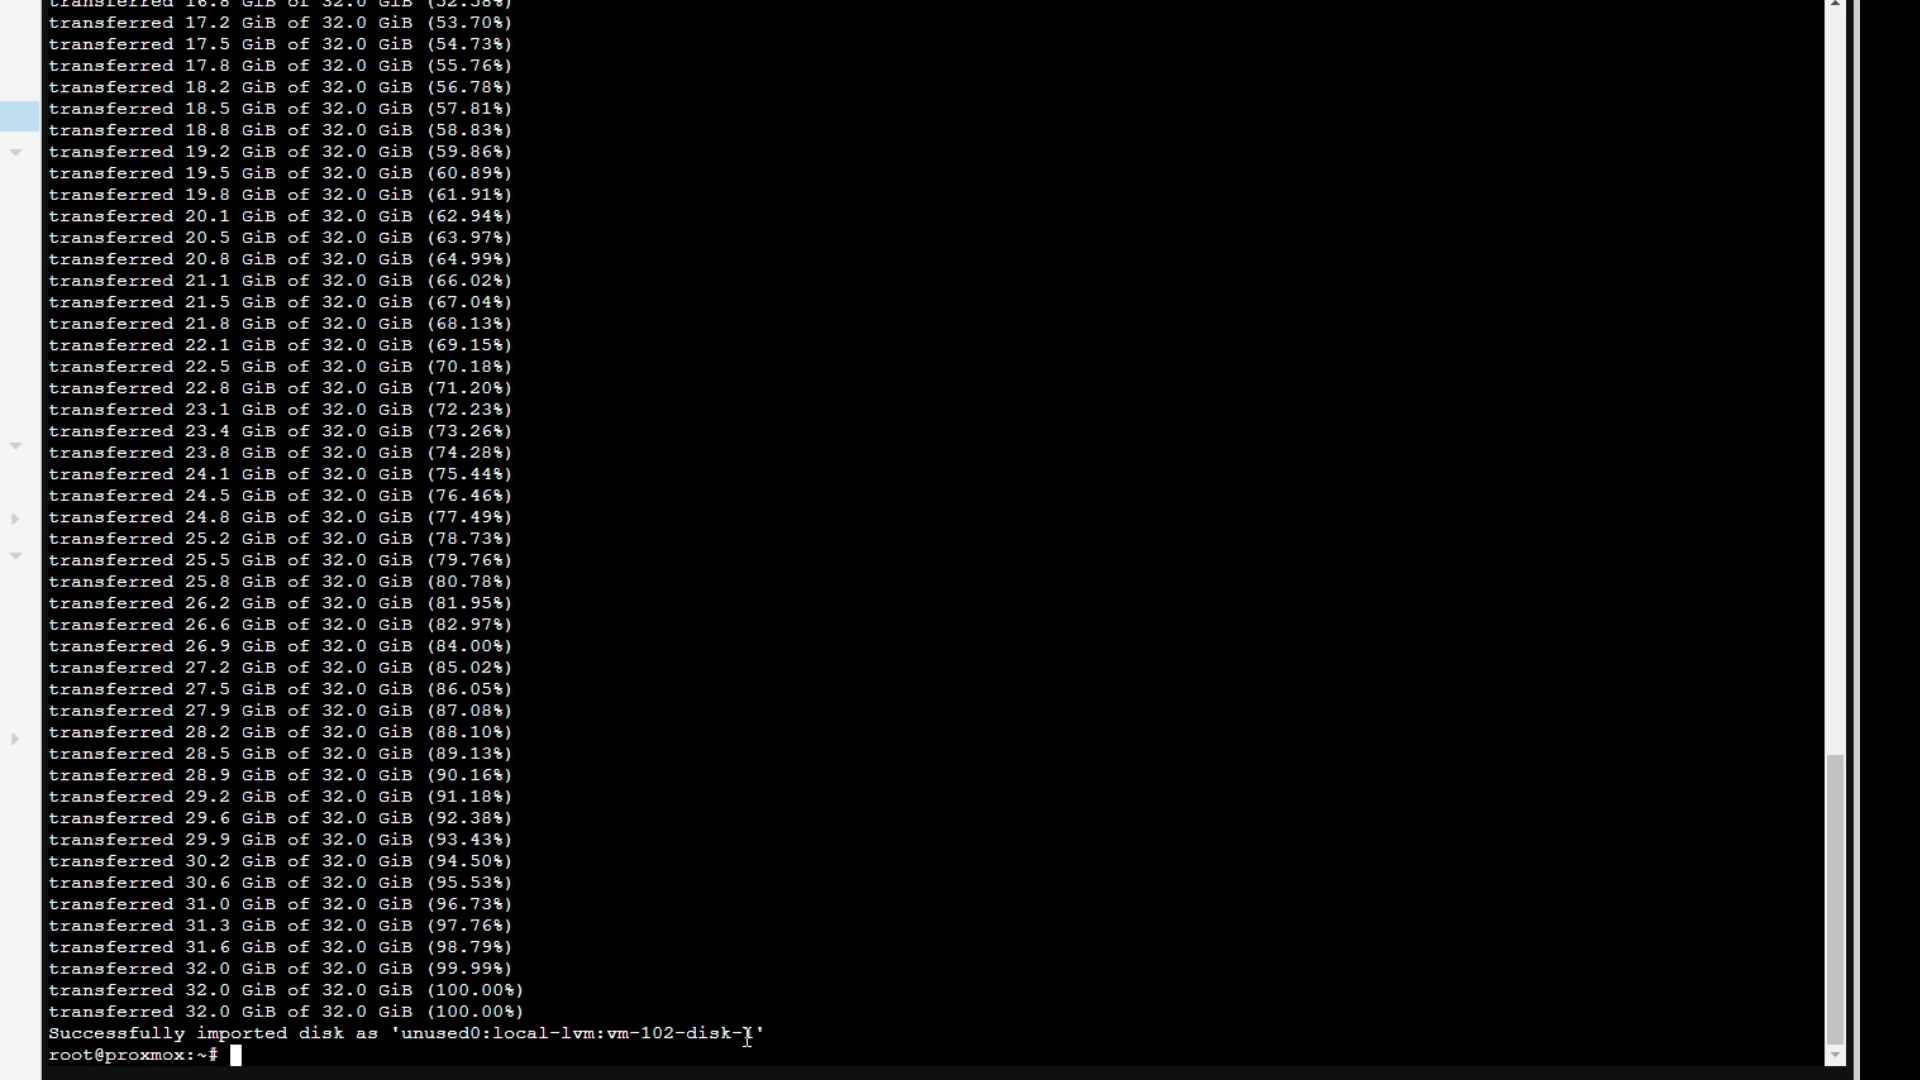 transferred 16.8 GiB of 32.0 GiB (52.58%)
transferred 17.2 GiB of 32.0 GiB (53.70%)
transferred 17.5 GiB of 32.0 GiB (54.73%)
transferred 17.8 GiB of 32.0 GiB (55.76%)
transferred 18.2 GiB of 32.0 GiB (56.78%)
transferred 18.5 GiB of 32.0 GiB (57.81%)
transferred 18.8 GiB of 32.0 GiB (58.83%)
transferred 19.2 GiB of 32.0 GiB (59.86%)
transferred 19.5 GiB of 32.0 GiB (60.89%)
transferred 19.8 GiB of 32.0 GiB (61.91%)
transferred 20.1 GiB of 32.0 GiB (62.94%)
transferred 20.5 GiB of 32.0 GiB (63.97%)
transferred 20.8 GiB of 32.0 GiB (64.99%)
transferred 21.1 GiB of 32.0 GiB (66.02%)
transferred 21.5 GiB of 32.0 GiB (67.04%)
transferred 21.8 GiB of 32.0 GiB (68.13%)
transferred 22.1 GiB of 32.0 GiB (69.15%)
transferred 22.5 GiB of 32.0 GiB (70.18%)
transferred 22.8 GiB of 32.0 GiB (71.20%)
transferred 23.1 GiB of 32.0 GiB (72.23%)
transferred 23.4 GiB of 32.0 GiB (73.26%)
transferred 23.8 GiB of 32.0 GiB (74.28%)
transferred 24.1 GiB of 32.0 GiB (75.44%)
transferred 24.5 GiB of 32.0 GiB (76.46%)
transferred 24.8 GiB of 32.0 GiB (77.49%)
transferred 25.2 GiB of 32.0 GiB (78.73%)
transferred 25.5 GiB of 32.0 GiB (79.76%)
transferred 25.8 GiB of 32.0 GiB (80.78%)
transferred 26.2 GiB of 32.0 GiB (81.95%)
transferred 26.6 GiB of 32.0 GiB (82.97%)
transferred 26.9 GiB of 32.0 GiB (84.00%)
transferred 27.2 GiB of 32.0 GiB (85.02%)
transferred 27.5 GiB of 32.0 GiB (86.05%)
transferred 27.9 GiB of 32.0 GiB (87.08%)
transferred 28.2 GiB of 32.0 GiB (88.10%)
transferred 28.5 GiB of 32.0 GiB (89.13%)
transferred 28.9 GiB of 32.0 GiB (90.16%)
transferred 29.2 GiB of 32.0 GiB (91.18%)
transferred 29.6 GiB of 32.0 GiB (92.38%)
transferred 29.9 GiB of 32.0 GiB (93.43%)
transferred 30.2 GiB of 32.0 GiB (94.50%)
transferred 30.6 GiB of 32.0 GiB (95.53%)
transferred 31.0 GiB of 32.0 GiB (96.73%)
transferred 31.3 GiB of 32.0 GiB (97.76%)
transferred 31.6 GiB of 32.0 GiB (98.79%)
transferred 32.0 GiB of 32.0 GiB (99.99%)
transferred 32.0 GiB of 32.0 GiB (100.00%)
transferred 32.0 GiB of 32.0 GiB (100.00%)
Successfully imported disk as 'unused0:local-lvm:vm-102-disk-1'
root@proxmox:~#